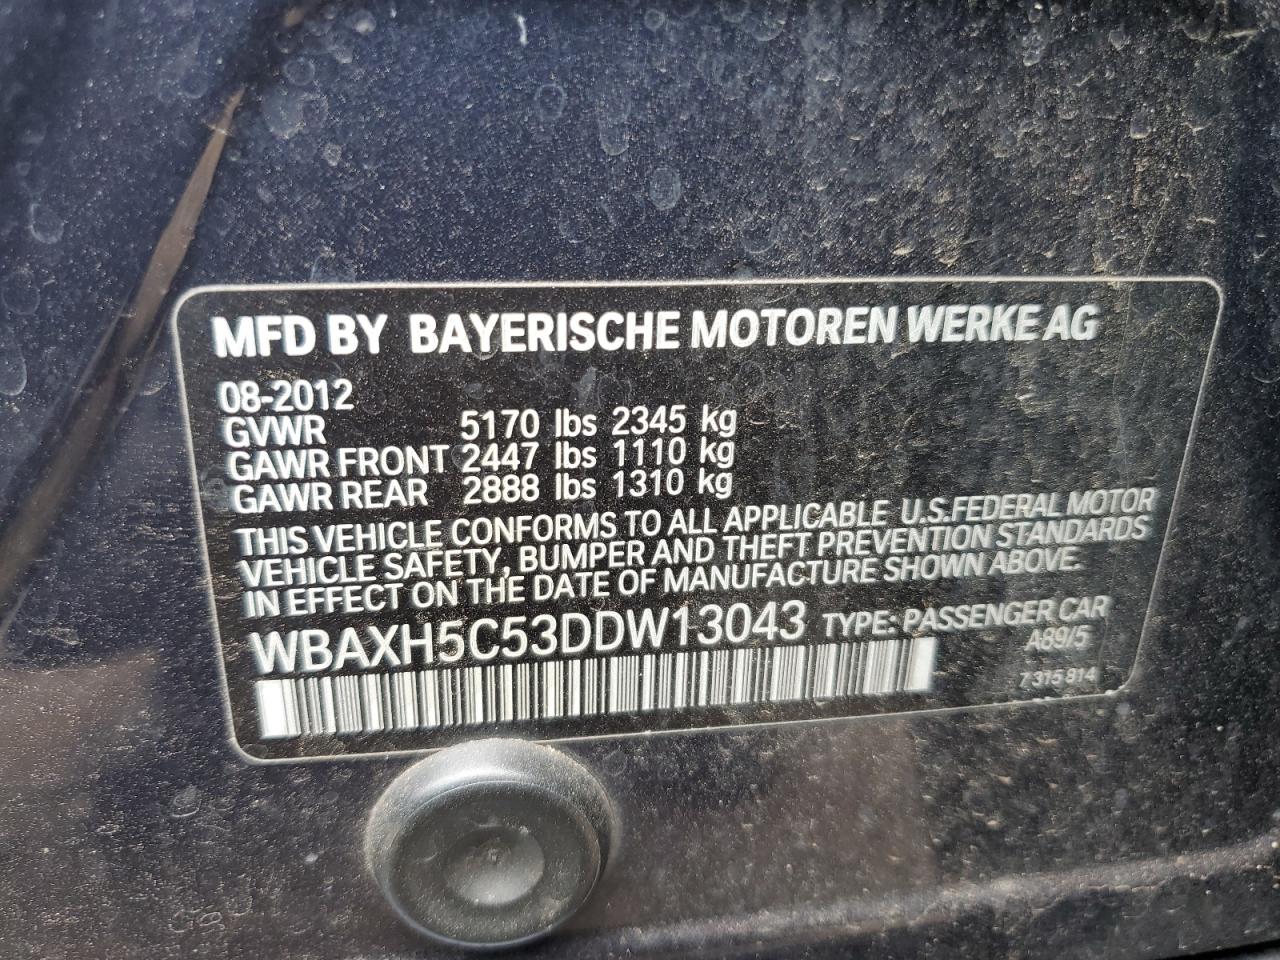 MFD BY BAYERISCHE MOTOREN WERKE AG
08-2012
GVWR 5170 lbs 2345 kg
GAWR FRONT 2447 lbs 1110 kg
GAWR REAR 2888 lbs 1310 kg
THIS VEHICLE CONFORMS TO ALL APPLICABLE U.S.FEDERAL MOTOR
VEHICLE SAFETY, BUMPER AND THEFT PREVENTION STANDARDS
IN EFFECT ON THE DATE OF MANUFACTURE SHOWN ABOVE.
WBAXH5C53DDW13043 TYPE: PASSENGER CAR
A89/5
7 315 814